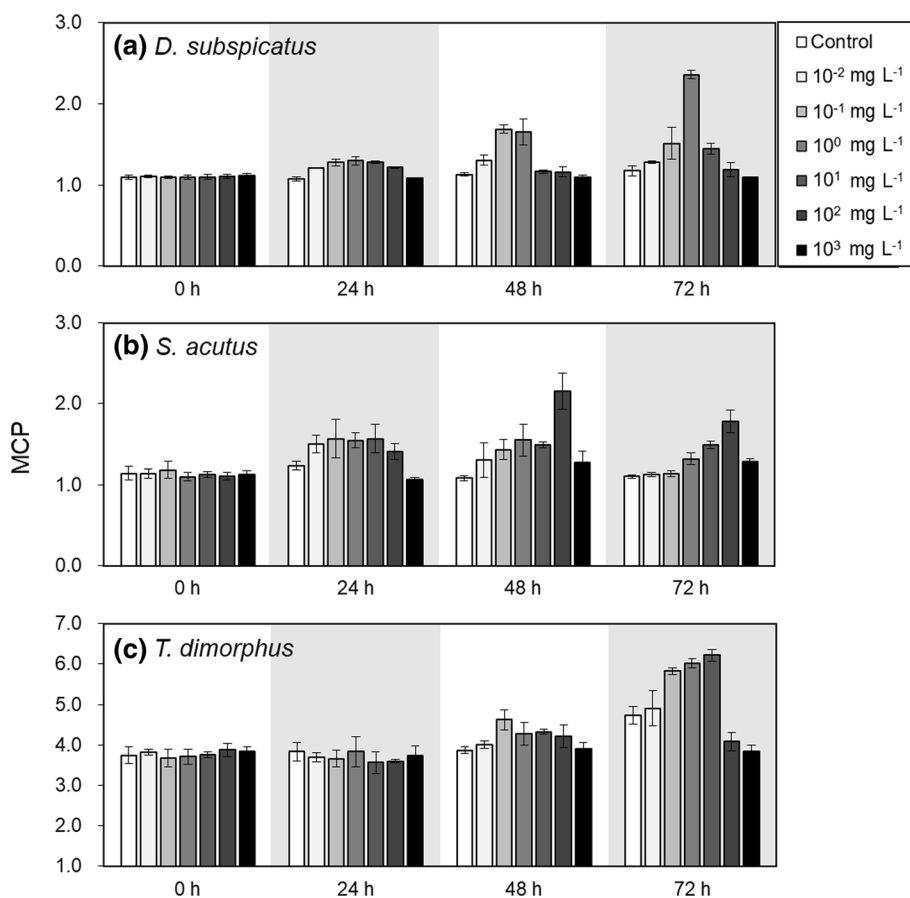 (a) D. subspicatus
3.0
2.0
1.0
0.0
0 h 24 h 48 h 72 h
Control
10⁻² mg L⁻¹
10⁻¹ mg L⁻¹
10⁰ mg L⁻¹
10¹ mg L⁻¹
10² mg L⁻¹
10³ mg L⁻¹
(b) S. acutus
3.0
2.0
1.0
0.0
0 h 24 h 48 h 72 h
MCP
(c) T. dimorphus
7.0
6.0
5.0
4.0
3.0
2.0
1.0
0 h 24 h 48 h 72 h